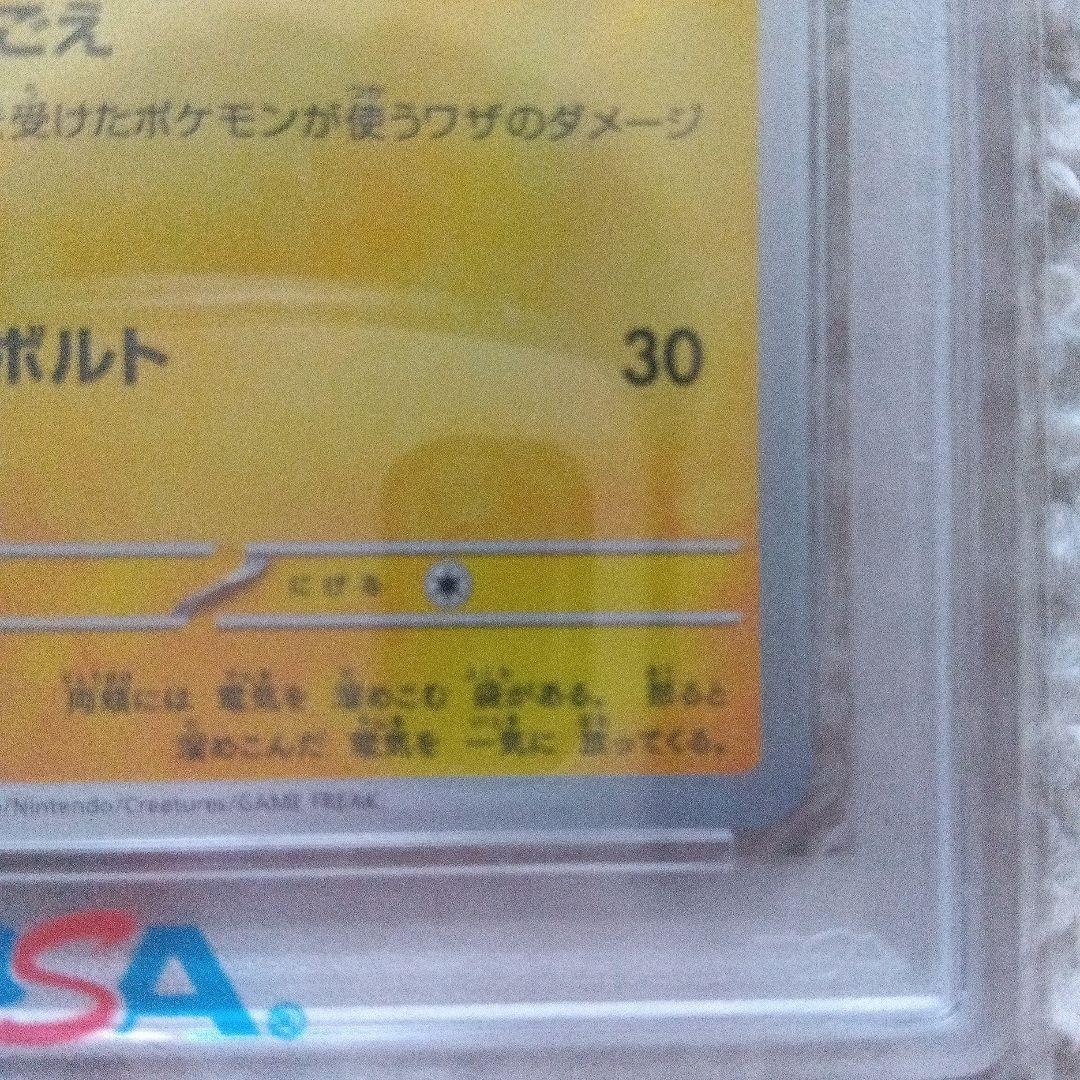 ごえ
受けたポケモンが使うワザのダメージ
ボルト 30
にげる
両頬には 電気を 溜めこむ 袋がある。 怒ると
溜めこんだ 電気を 一気に 放ってくる。
/Nintendo/Creatures/GAME FREAK
SA®